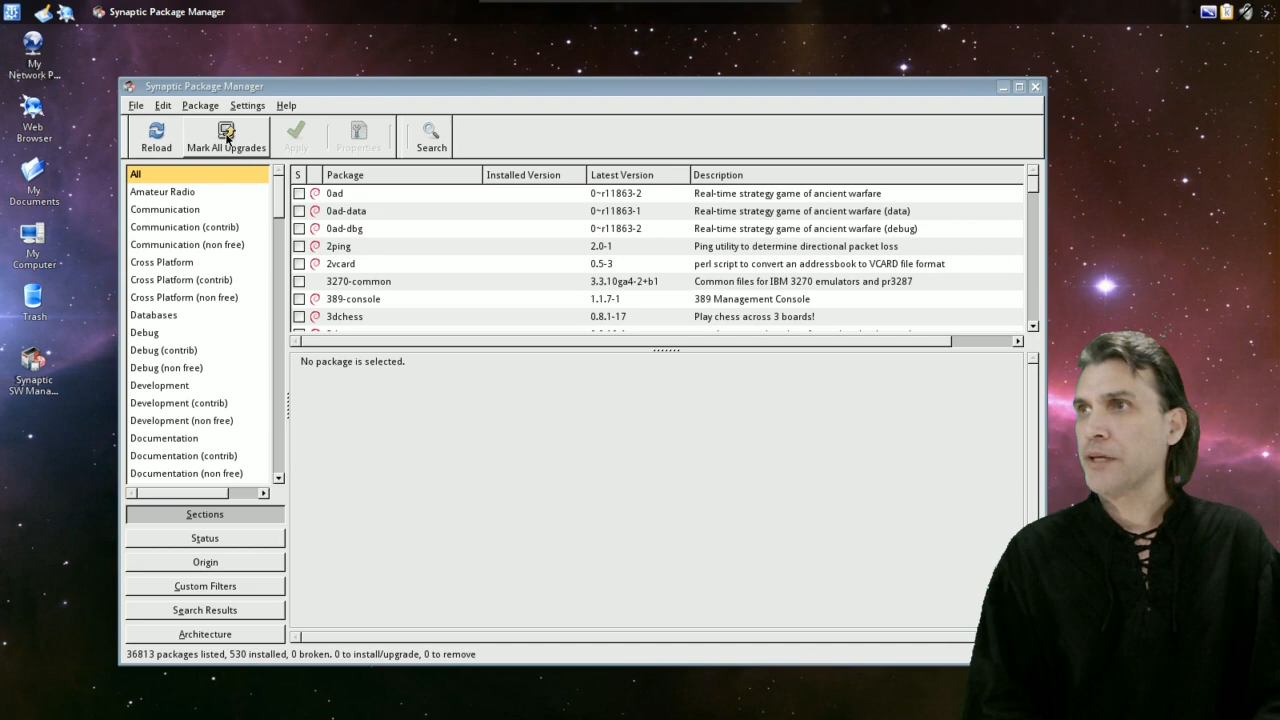 Synaptic Package Manager
My
Network P...
Web
Browser
My
Documents
My
Computer
Trash
Synaptic
SW Mana...
Synaptic Package Manager
File Edit Package Settings Help
Reload Mark All Upgrades Apply Properties Search
All
Amateur Radio
Communication
Communication (contrib)
Communication (non free)
Cross Platform
Cross Platform (contrib)
Cross Platform (non free)
Databases
Debug
Debug (contrib)
Debug (non free)
Development
Development (contrib)
Development (non free)
Documentation
Documentation (contrib)
Documentation (non free)
Sections
Status
Origin
Custom Filters
Search Results
Architecture
S Package Installed Version Latest Version Description
0ad 0~r11863-2 Real-time strategy game of ancient warfare
0ad-data 0~r11863-1 Real-time strategy game of ancient warfare (data)
0ad-dbg 0~r11863-2 Real-time strategy game of ancient warfare (debug)
2ping 2.0-1 Ping utility to determine directional packet loss
2vcard 0.5-3 perl script to convert an addressbook to VCARD file format
3270-common 3.3.10ga4-2+b1 Common files for IBM 3270 emulators and pr3287
389-console 1.1.7-1 389 Management Console
3dchess 0.8.1-17 Play chess across 3 boards!
No package is selected.
36813 packages listed, 530 installed, 0 broken. 0 to install/upgrade, 0 to remove